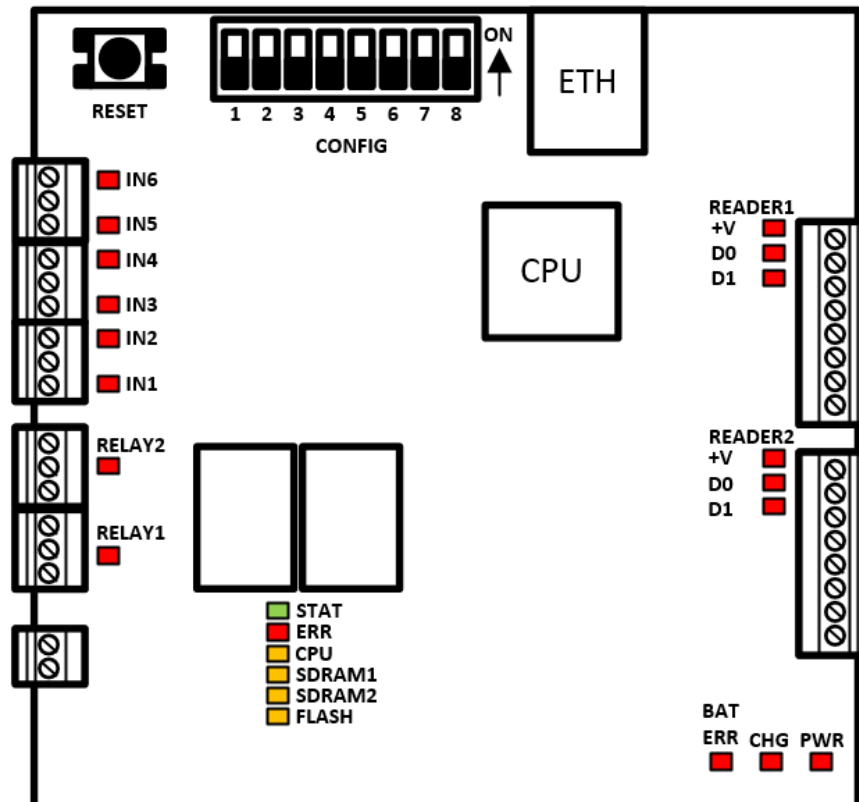 ON
ETH
RESET
1 2 3 4 5 6 7 8
CONFIG
IN6
IN5
IN4
IN3
IN2
IN1
CPU
READER1
+V
D0
D1
RELAY2
RELAY1
READER2
+V
D0
D1
STAT
ERR
CPU
SDRAM1
SDRAM2
FLASH
BAT
ERR CHG PWR